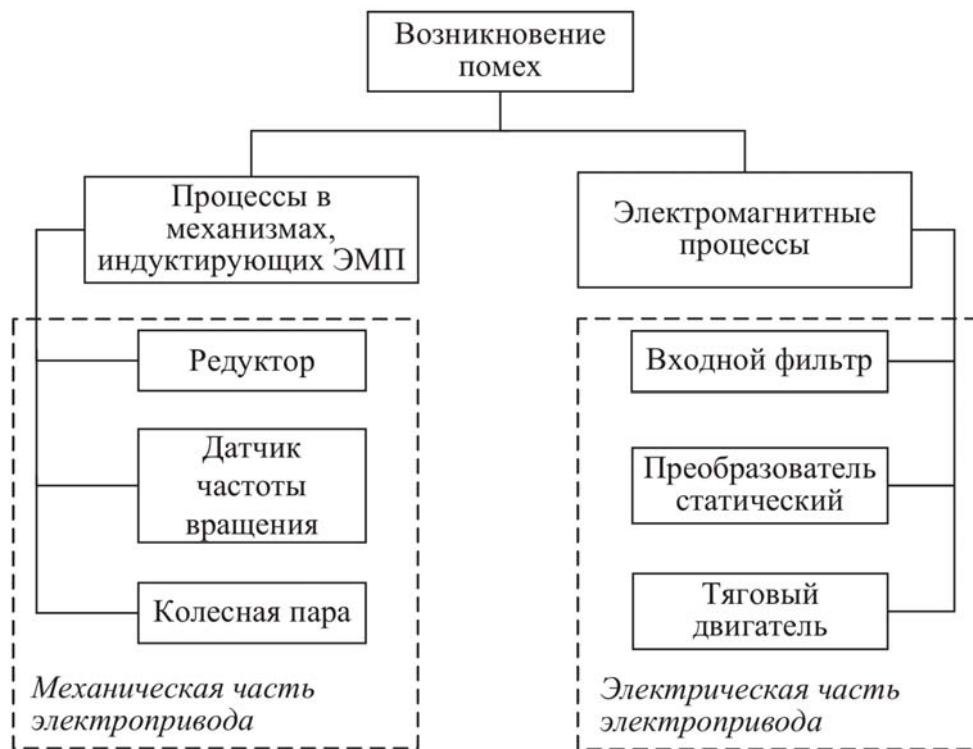 Возникновение
помех
Процессы в
механизмах,
индуктирующих ЭМП
Редуктор
Датчик
частоты
вращения
Колесная пара
Механическая часть
электропривода
Электромагнитные
процессы
Входной фильтр
Преобразователь
статический
Тяговый
двигатель
Электрическая часть
электропривода